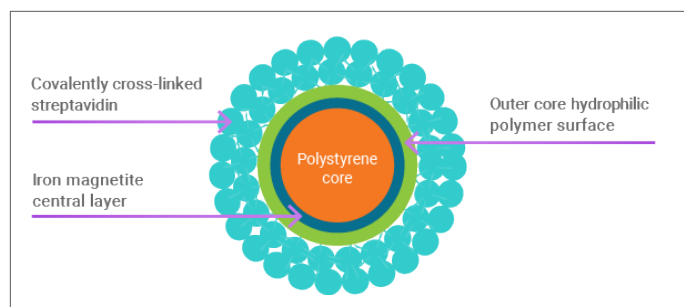 Covalently cross-linked
streptavidin
Outer core hydrophilic
polymer surface
Polystyrene
core
Iron magnetite
central layer